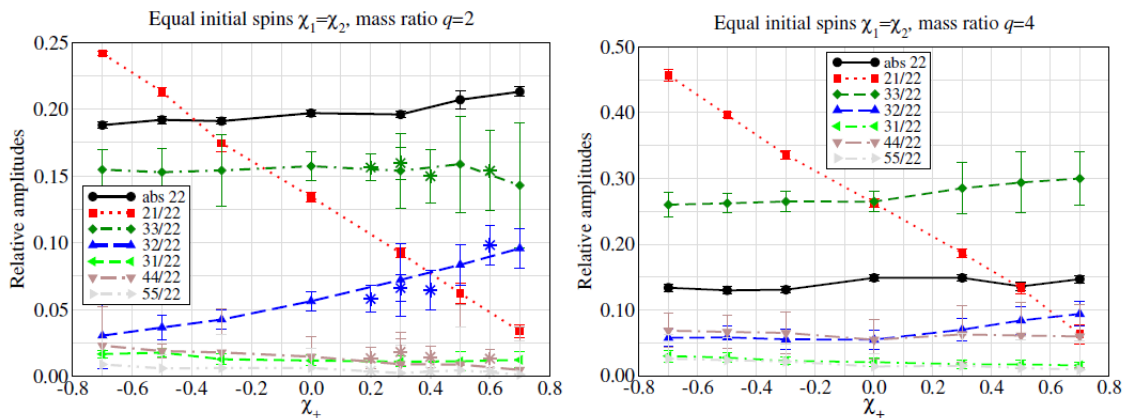 Equal initial spins χ₁=χ₂, mass ratio q=2
0.25
0.20
0.15
0.10
0.05
0.00
Relative amplitudes
abs 22
21/22
33/22
32/22
31/22
44/22
55/22
-0.8 -0.6 -0.4 -0.2 0.0 0.2 0.4 0.6 0.8
χ₊
Equal initial spins χ₁=χ₂, mass ratio q=4
0.50
0.40
0.30
0.20
0.10
0.00
Relative amplitudes
abs 22
21/22
33/22
32/22
31/22
44/22
55/22
-0.8 -0.6 -0.4 -0.2 0.0 0.2 0.4 0.6 0.8
χ₊